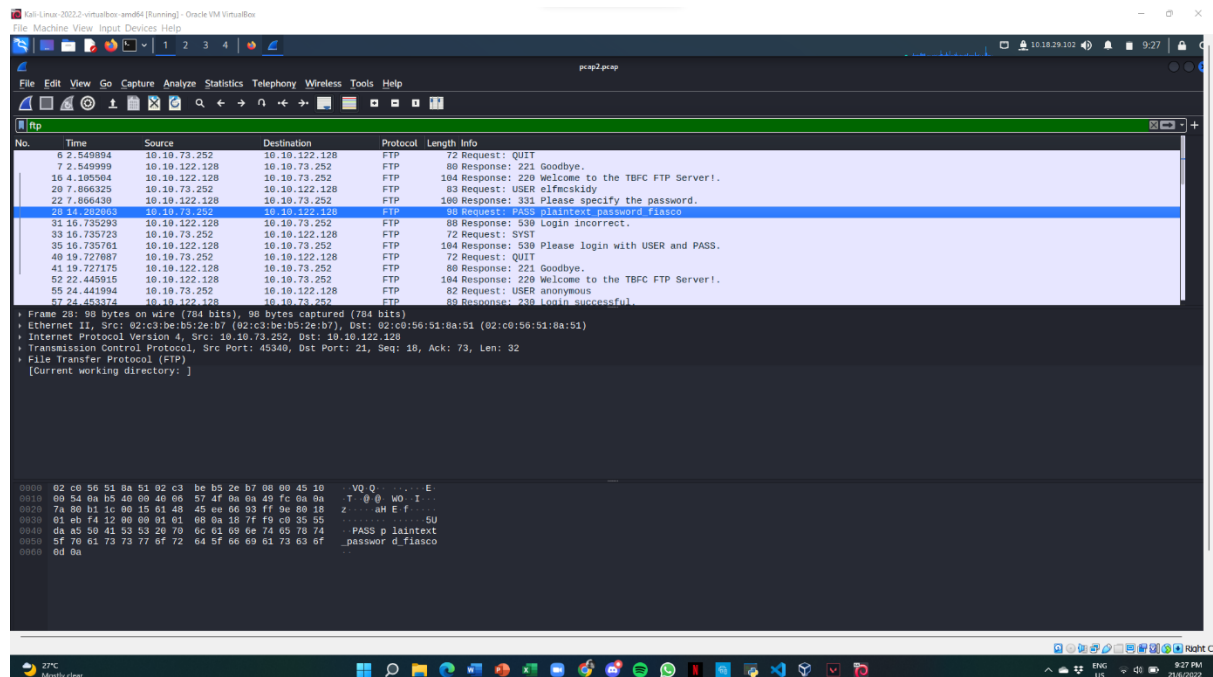 Kali-Linux-2022.2-virtualbox-amd64 [Running] - Oracle VM VirtualBox
File Machine View Input Devices Help
1 2 3 4
10.18.29.102
9:27
pcap2.pcap
File Edit View Go Capture Analyze Statistics Telephony Wireless Tools Help
ftp
No. Time Source Destination Protocol Length Info
6 2.549894 10.10.73.252 10.10.122.128 FTP 72 Request: QUIT
7 2.549999 10.10.122.128 10.10.73.252 FTP 80 Response: 221 Goodbye.
16 4.105504 10.10.122.128 10.10.73.252 FTP 104 Response: 220 Welcome to the TBFC FTP Server!.
20 7.866325 10.10.73.252 10.10.122.128 FTP 83 Request: USER elfmcskidy
22 7.866430 10.10.122.128 10.10.73.252 FTP 100 Response: 331 Please specify the password.
28 14.282063 10.10.73.252 10.10.122.128 FTP 98 Request: PASS plaintext_password_fiasco
31 16.735293 10.10.122.128 10.10.73.252 FTP 88 Response: 530 Login incorrect.
33 16.735723 10.10.73.252 10.10.122.128 FTP 72 Request: SYST
35 16.735761 10.10.122.128 10.10.73.252 FTP 104 Response: 530 Please login with USER and PASS.
40 19.727087 10.10.73.252 10.10.122.128 FTP 72 Request: QUIT
41 19.727175 10.10.122.128 10.10.73.252 FTP 80 Response: 221 Goodbye.
52 22.445915 10.10.122.128 10.10.73.252 FTP 104 Response: 220 Welcome to the TBFC FTP Server!.
55 24.441994 10.10.73.252 10.10.122.128 FTP 82 Request: USER anonymous
57 24.453374 10.10.122.128 10.10.73.252 FTP 89 Response: 230 Login successful.
Frame 28: 98 bytes on wire (784 bits), 98 bytes captured (784 bits)
Ethernet II, Src: 02:c3:be:b5:2e:b7 (02:c3:be:b5:2e:b7), Dst: 02:c0:56:51:8a:51 (02:c0:56:51:8a:51)
Internet Protocol Version 4, Src: 10.10.73.252, Dst: 10.10.122.128
Transmission Control Protocol, Src Port: 45340, Dst Port: 21, Seq: 18, Ack: 73, Len: 32
File Transfer Protocol (FTP)
[Current working directory: ]
0000 02 c0 56 51 8a 51 02 c3 be b5 2e b7 08 00 45 10 ··VQ·Q·· ··.···E·
0010 00 54 0a b5 40 00 40 06 57 4f 0a 0a 49 fc 0a 0a ·T··@·@· WO··I···
0020 7a 80 b1 1c 00 15 61 48 45 ee 66 93 ff 9e 80 18 z·····aH E·f·····
0030 01 eb f4 12 00 00 01 01 08 0a 18 7f f9 c0 35 55 ········ ······5U
0040 da a5 50 41 53 53 20 70 6c 61 69 6e 74 65 78 74 ··PASS p laintext
0050 5f 70 61 73 73 77 6f 72 64 5f 66 69 61 73 63 6f _passwor d_fiasco
0060 0d 0a ··
Right C
27°C
Mostly clear
ENG
US
9:27 PM
21/6/2022